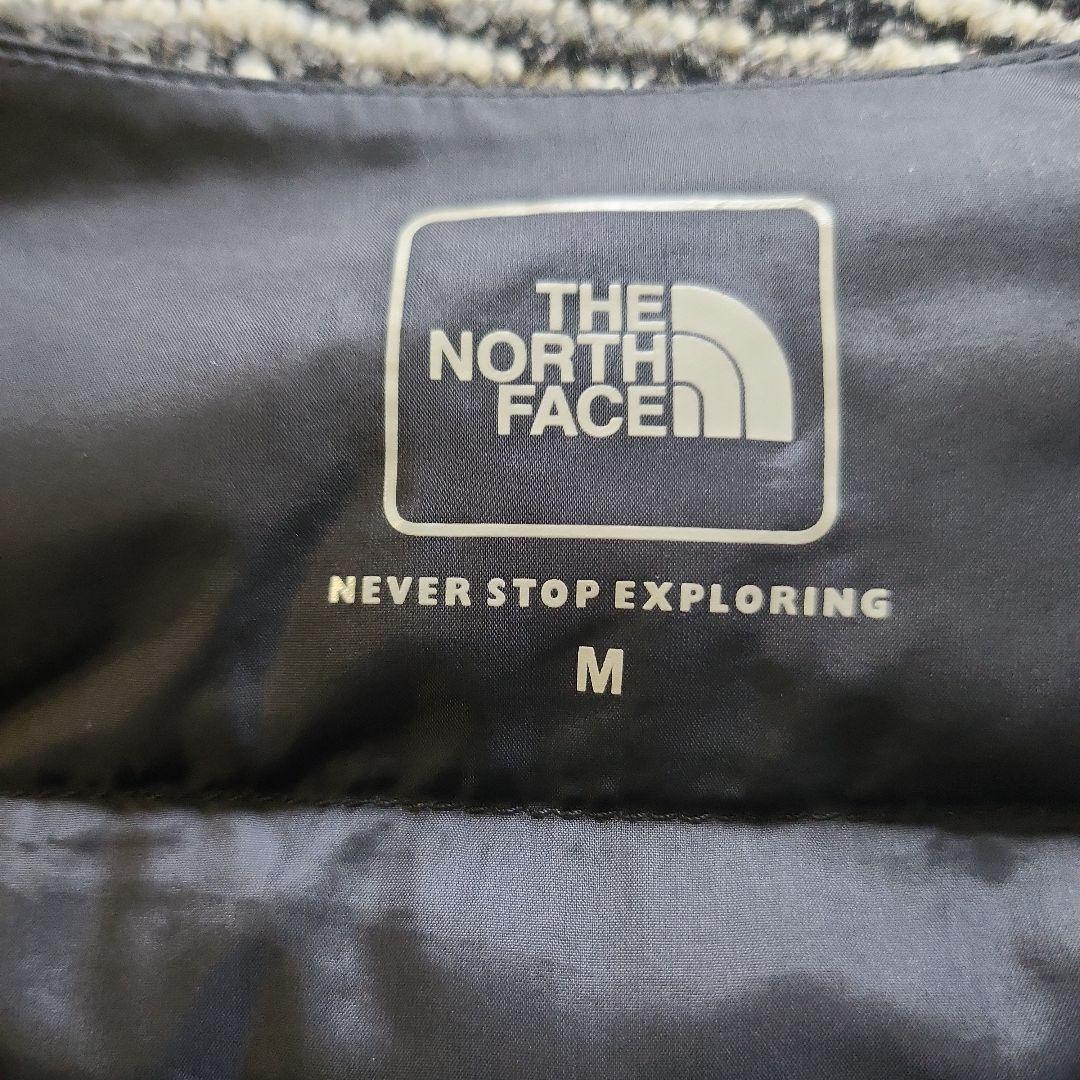 THE
NORTH
FACE
NEVER STOP EXPLORING
M